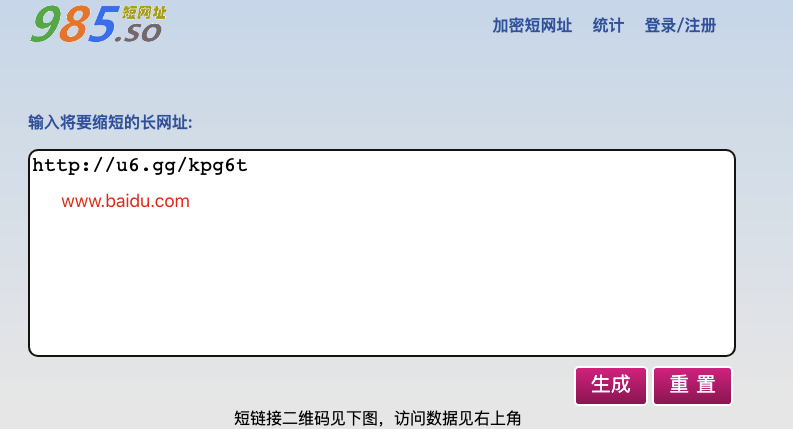 985.so 短网址
加密短网址 统计 登录/注册
输入将要缩短的长网址:
http://u6.gg/kpg6t
www.baidu.com
生成 重 置
短链接二维码见下图，访问数据见右上角